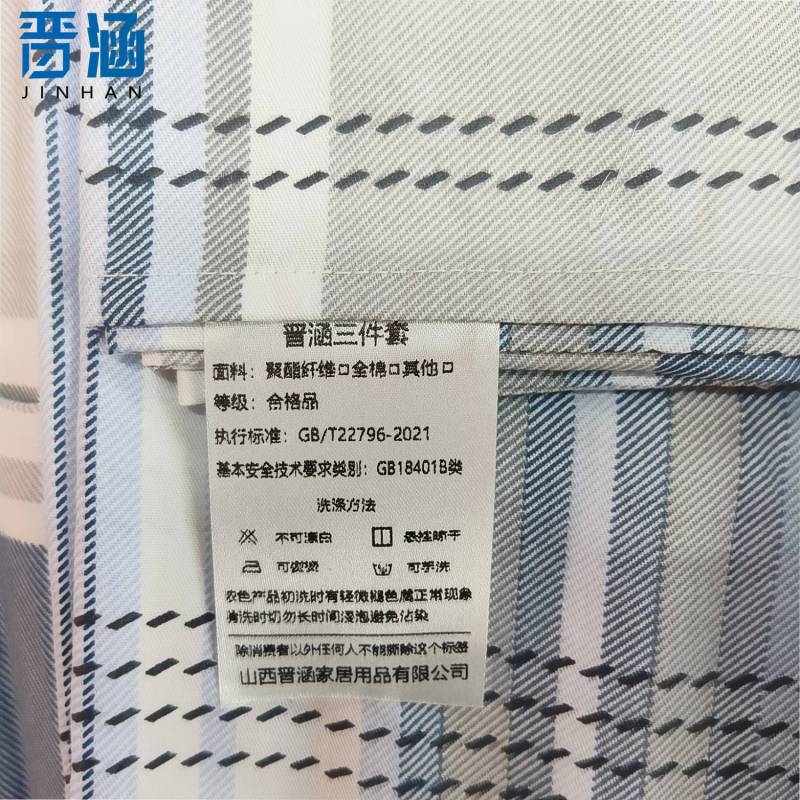 晋涵
JINHAN
晋涵三件套
面料：聚酯纤维□全棉□其他□
等级：合格品
执行标准：GB/T22796-2021
基本安全技术要求类别：GB18401B类
洗涤方法
不可漂白 悬挂晾干
可熨烫 可手洗
衣色产品初洗时有轻微褪色属正常现象
清洗时切勿长时间浸泡避免沾染
除消费者以外任何人不能撕除这个标签
山西晋涵家居用品有限公司